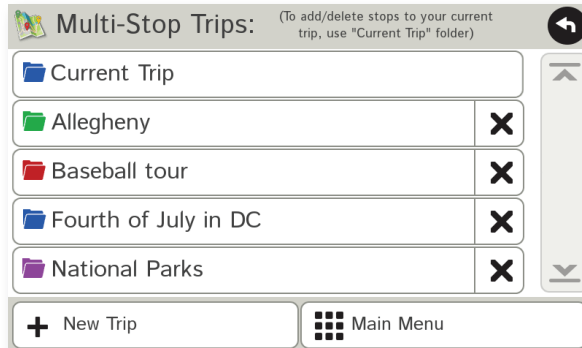 Multi-Stop Trips:
(To add/delete stops to your current
trip, use "Current Trip" folder)
Current Trip
Allegheny
Baseball tour
Fourth of July in DC
National Parks
New Trip
Main Menu